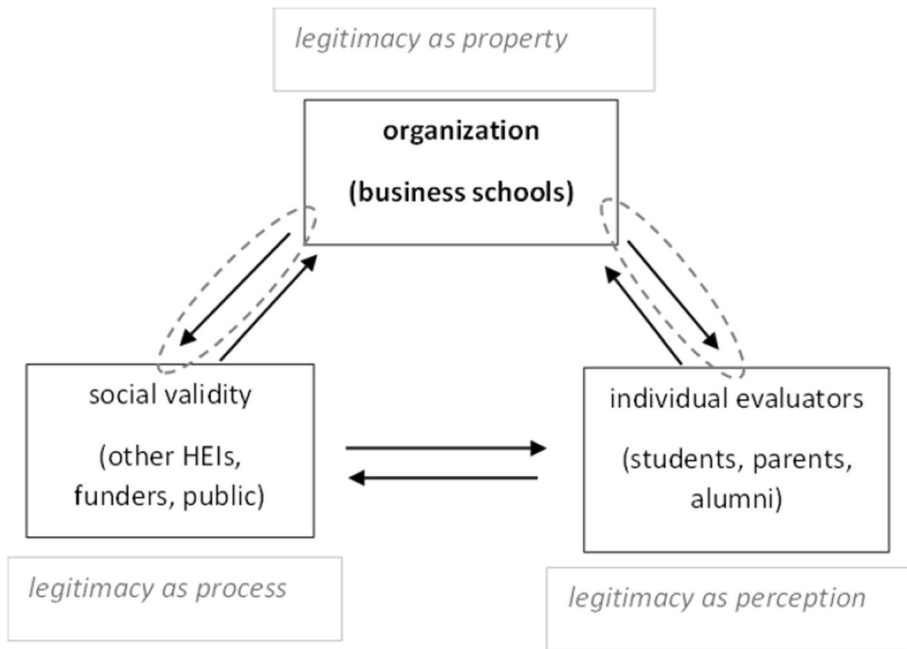 legitimacy as property
organization
(business schools)
social validity
(other HEIs,
funders, public)
individual evaluators
(students, parents,
alumni)
legitimacy as process
legitimacy as perception